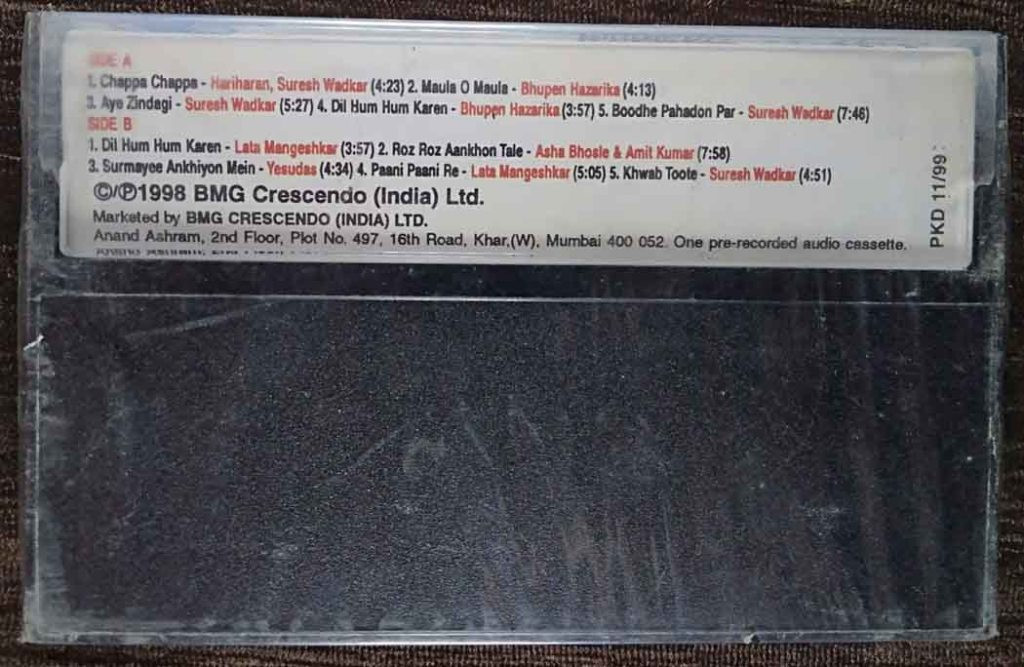 SIDE A
1. Chappa Chappa - Hariharan, Suresh Wadkar (4:23) 2. Maula O Maula - Bhupen Hazarika (4:13)
3. Aye Zindagi - Suresh Wadkar (5:27) 4. Dil Hum Hum Karen - Bhupen Hazarika (3:57) 5. Boodhe Pahadon Par - Suresh Wadkar (7:46)
SIDE B
1. Dil Hum Hum Karen - Lata Mangeshkar (3:57) 2. Roz Roz Aankhon Tale - Asha Bhosle & Amit Kumar (7:58)
3. Surmayee Ankhiyon Mein - Yesudas (4:34) 4. Paani Paani Re - Lata Mangeshkar (5:05) 5. Khwab Toote - Suresh Wadkar (4:51)
©/℗1998 BMG Crescendo (India) Ltd.
Marketed by BMG CRESCENDO (INDIA) LTD.
Anand Ashram, 2nd Floor, Plot No. 497, 16th Road, Khar,(W), Mumbai 400 052. One pre-recorded audio cassette.
PKD 11/99